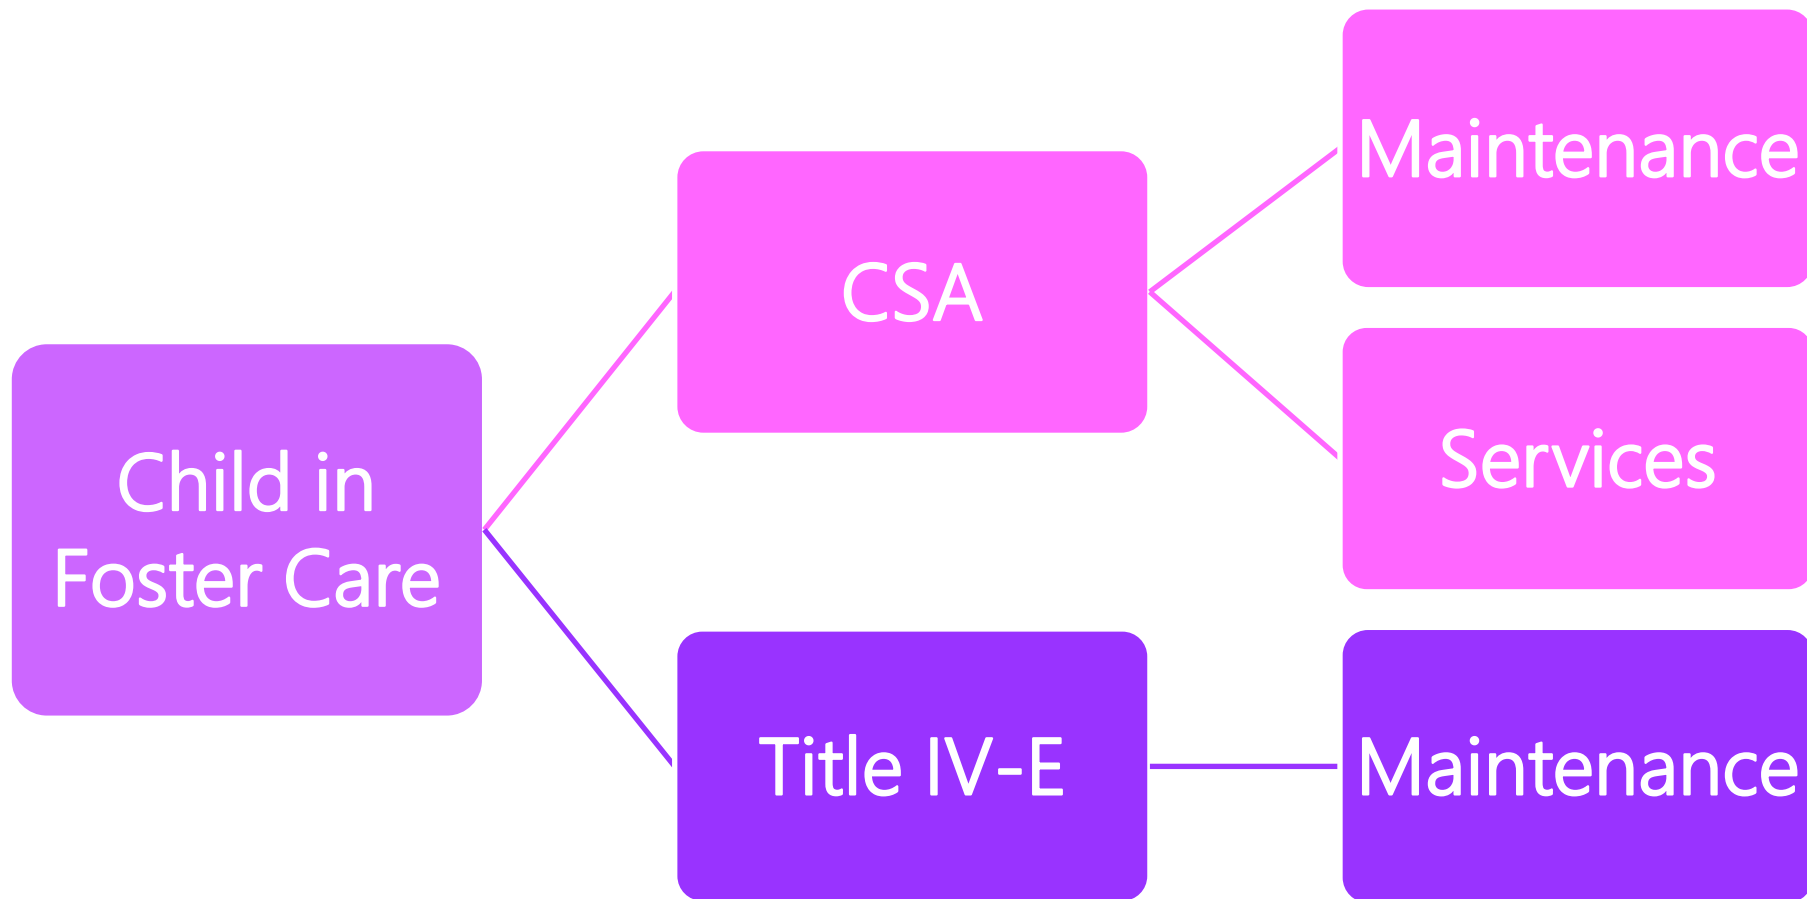 Child in
Foster Care
CSA
Maintenance
Services
Title IV-E
Maintenance